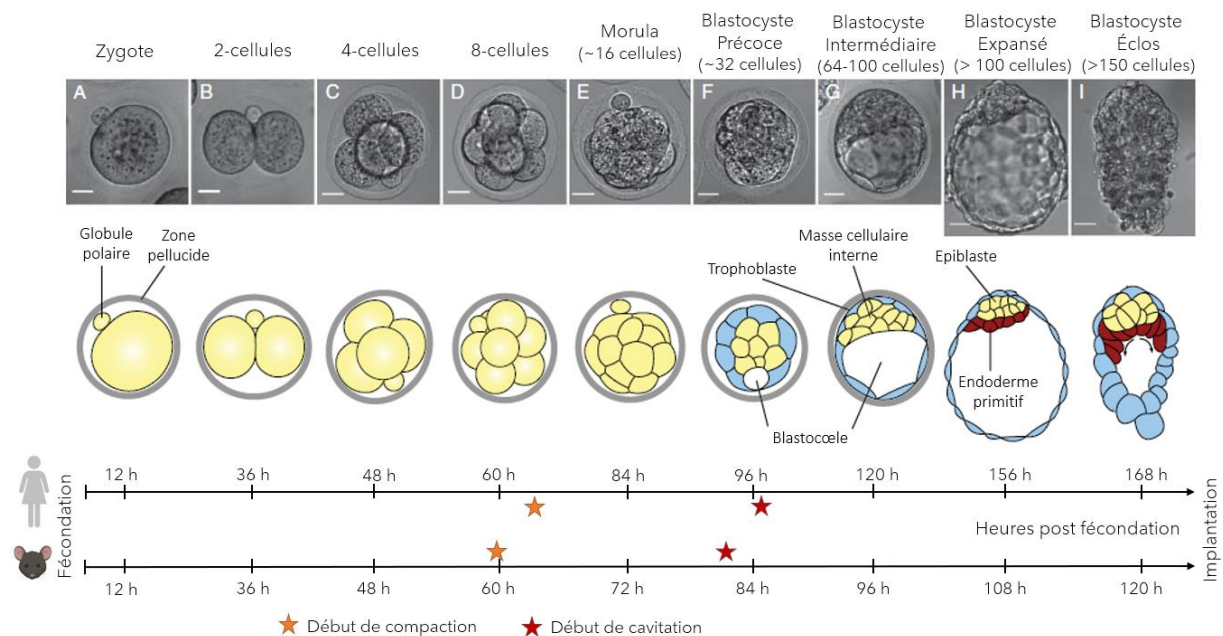 Zygote
2-cellules
4-cellules
8-cellules
Morula
(~16 cellules)
Blastocyste
Précoce
(~32 cellules)
Blastocyste
Intermédiaire
(64-100 cellules)
Blastocyste
Expansé
(> 100 cellules)
Blastocyste
Éclos
(>150 cellules)
A
B
C
D
E
F
G
H
I
Globule
polaire
Zone
pellucide
Trophoblaste
Masse cellulaire
interne
Epiblaste
Blastocœle
Endoderme
primitif
Fécondation
12 h
36 h
48 h
60 h
84 h
96 h
120 h
156 h
168 h
Heures post fécondation
12 h
36 h
60 h
72 h
84 h
96 h
108 h
120 h
Implantation
Début de compaction
Début de cavitation